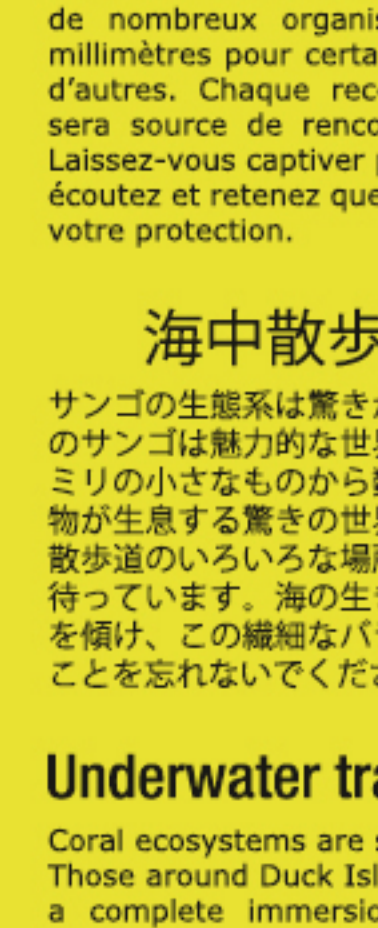 de nombreux organis
millimètres pour certa
d'autres. Chaque rec
sera source de renco
Laissez-vous captiver
écoutez et retenez que
votre protection.
海中散歩
サンゴの生態系は驚き
のサンゴは魅力的な世界
ミリの小さなものから
物が生息する驚きの世界
散歩道のいろいろな場所
待っています。海の生
を傾け、この繊細なバ
ことを忘れないでくださ
Underwater tra
Coral ecosystems are s
Those around Duck Isl
a complete immersio